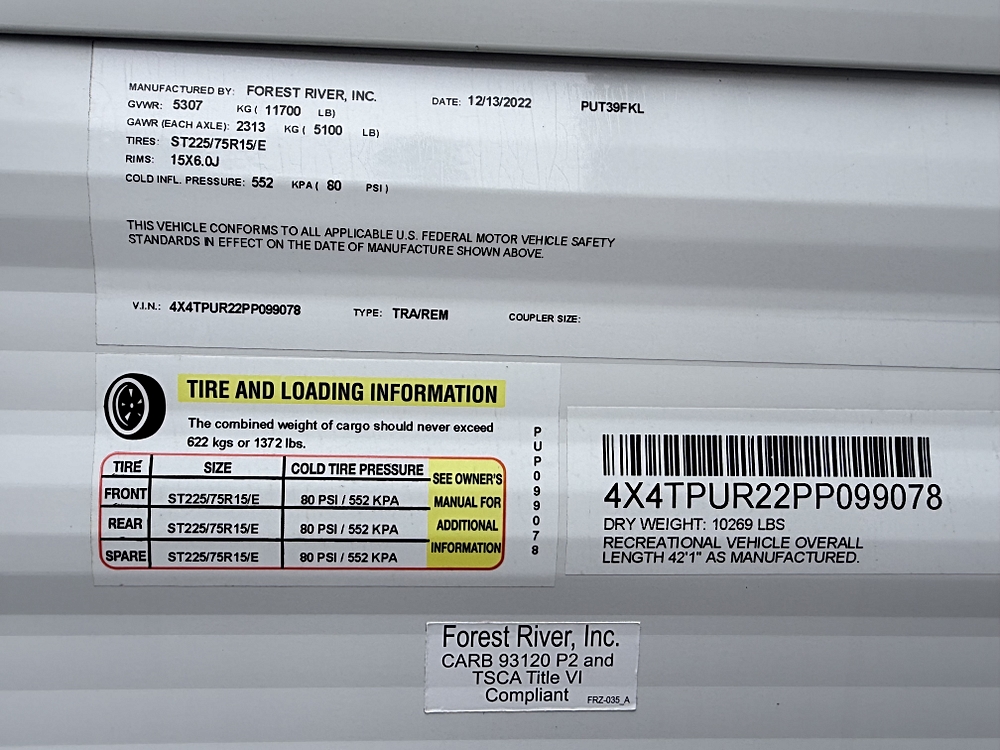 MANUFACTURED BY: FOREST RIVER, INC. DATE: 12/13/2022 PUT39FKL
GVWR: 5307 KG ( 11700 LB)
GAWR (EACH AXLE): 2313 KG ( 5100 LB)
TIRES: ST225/75R15/E
RIMS: 15X6.0J
COLD INFL. PRESSURE: 552 KPA ( 80 PSI )
THIS VEHICLE CONFORMS TO ALL APPLICABLE U.S. FEDERAL MOTOR VEHICLE SAFETY
STANDARDS IN EFFECT ON THE DATE OF MANUFACTURE SHOWN ABOVE.
V.I.N.: 4X4TPUR22PP099078 TYPE: TRA/REM COUPLER SIZE:
TIRE AND LOADING INFORMATION
The combined weight of cargo should never exceed
622 kgs or 1372 lbs.
TIRE SIZE COLD TIRE PRESSURE
FRONT ST225/75R15/E 80 PSI / 552 KPA
REAR ST225/75R15/E 80 PSI / 552 KPA
SPARE ST225/75R15/E 80 PSI / 552 KPA
SEE OWNER'S
MANUAL FOR
ADDITIONAL
INFORMATION
PUP099078
4X4TPUR22PP099078
DRY WEIGHT: 10269 LBS
RECREATIONAL VEHICLE OVERALL
LENGTH 42'1" AS MANUFACTURED.
Forest River, Inc.
CARB 93120 P2 and
TSCA Title VI
Compliant FRZ-035_A